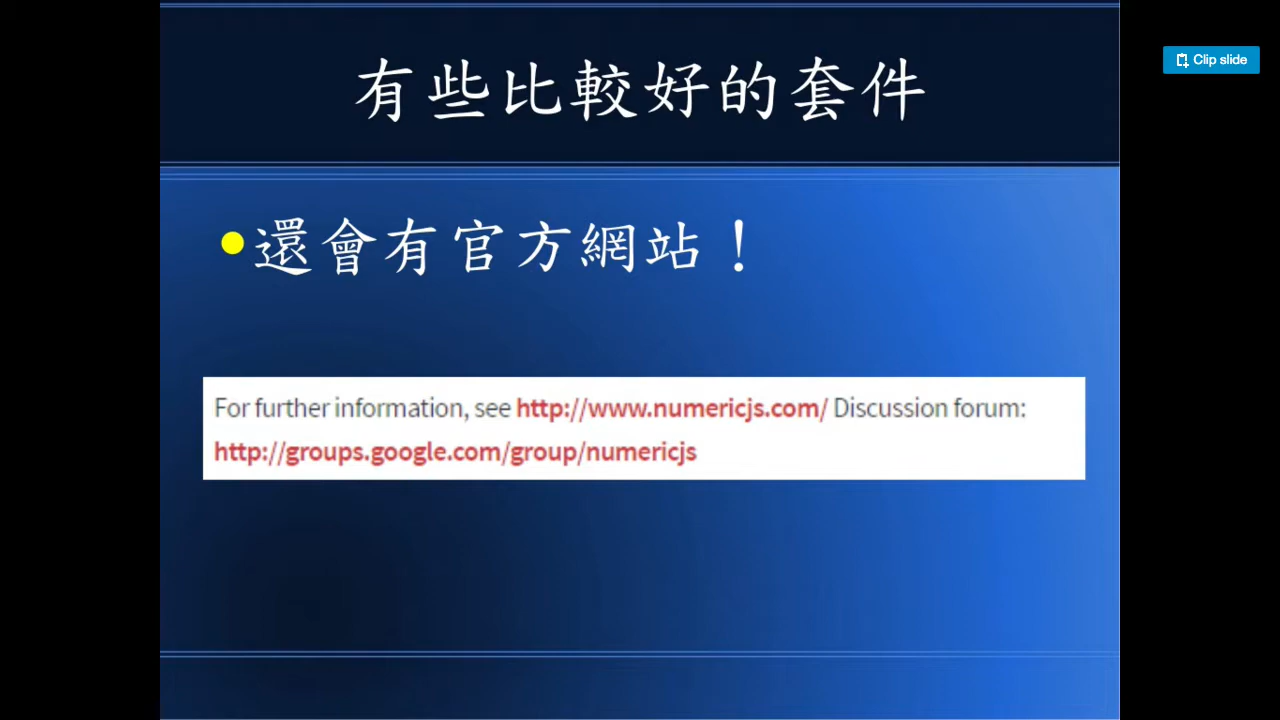 有些比較好的套件
Clip slide
還會有官方網站！
For further information, see http://www.numericjs.com/ Discussion forum:
http://groups.google.com/group/numericjs